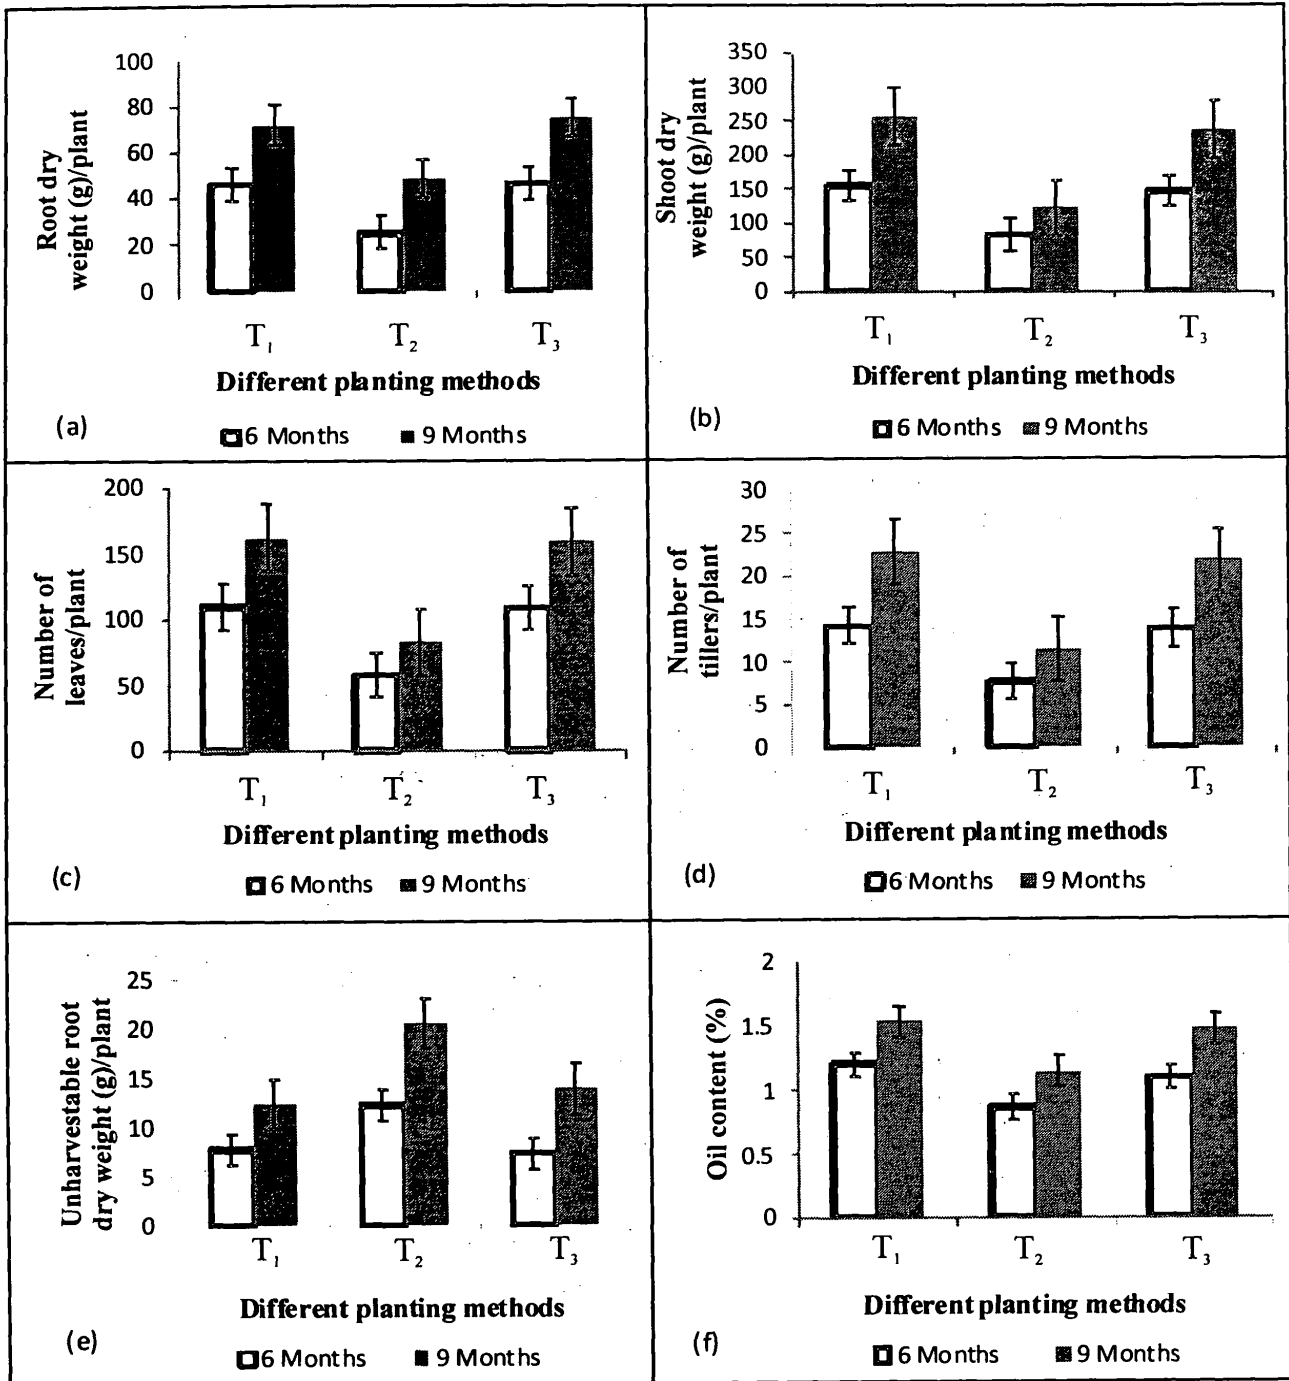 Root dry
weight (g)/plant
100
80
60
40
20
0
T₁ T₂ T₃
Different planting methods
(a)
6 Months 9 Months
Shoot dry
weight (g)/plant
350
300
250
200
150
100
50
0
T₁ T₂ T₃
Different planting methods
(b)
6 Months 9 Months
Number of
leaves/plant
200
150
100
50
0
T₁ T₂ T₃
Different planting methods
(c)
6 Months 9 Months
Number of
tillers/plant
30
25
20
15
10
5
0
T₁ T₂ T₃
Different planting methods
(d)
6 Months 9 Months
Unharvestable root
dry weight (g)/plant
25
20
15
10
5
0
T₁ T₂ T₃
Different planting methods
(e)
6 Months 9 Months
Oil content (%)
2
1.5
1
0.5
0
T₁ T₂ T₃
Different planting methods
(f)
6 Months 9 Months